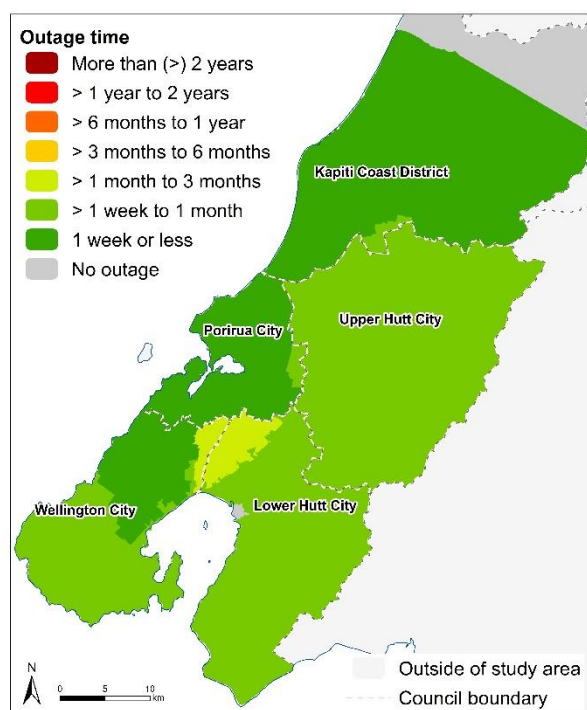 Outage time
More than (>) 2 years
> 1 year to 2 years
> 6 months to 1 year
> 3 months to 6 months
> 1 month to 3 months
> 1 week to 1 month
1 week or less
No outage
Kapiti Coast District
Porirua City
Upper Hutt City
Wellington City
Lower Hutt City
N
0 5 10
km
Outside of study area
Council boundary